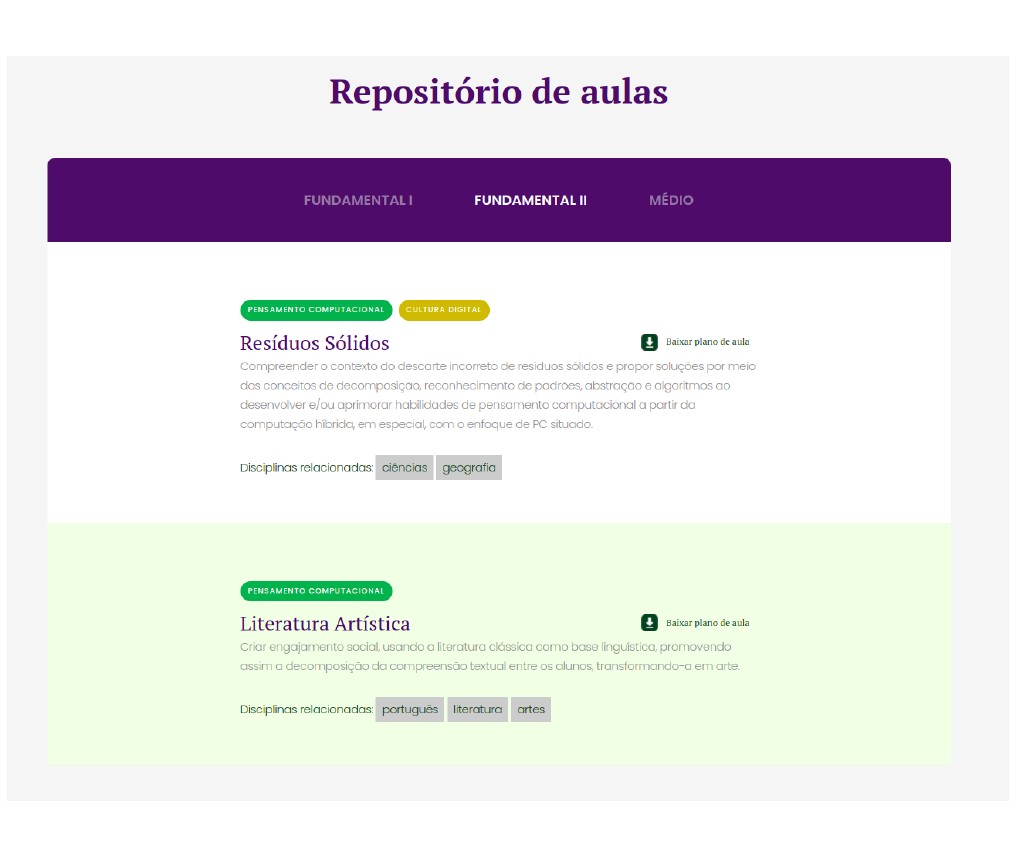 Repositório de aulas
FUNDAMENTAL I FUNDAMENTAL II MÉDIO
PENSAMENTO COMPUTACIONAL CULTURA DIGITAL
Resíduos Sólidos Baixar plano de aula
Compreender o contexto do descarte incorreto de resíduos sólidos e propor soluções por meio
dos conceitos de decomposição, reconhecimento de padrões, abstração e algoritmos ao
desenvolver e/ou aprimorar habilidades de pensamento computacional a partir da
computação híbrida, em especial, com o enfoque de PC situado.
Disciplinas relacionadas: ciências geografia
PENSAMENTO COMPUTACIONAL
Literatura Artística Baixar plano de aula
Criar engajamento social, usando a literatura clássica como base linguística, promovendo
assim a decomposição da compreensão textual entre os alunos, transformando-a em arte.
Disciplinas relacionadas: português literatura artes